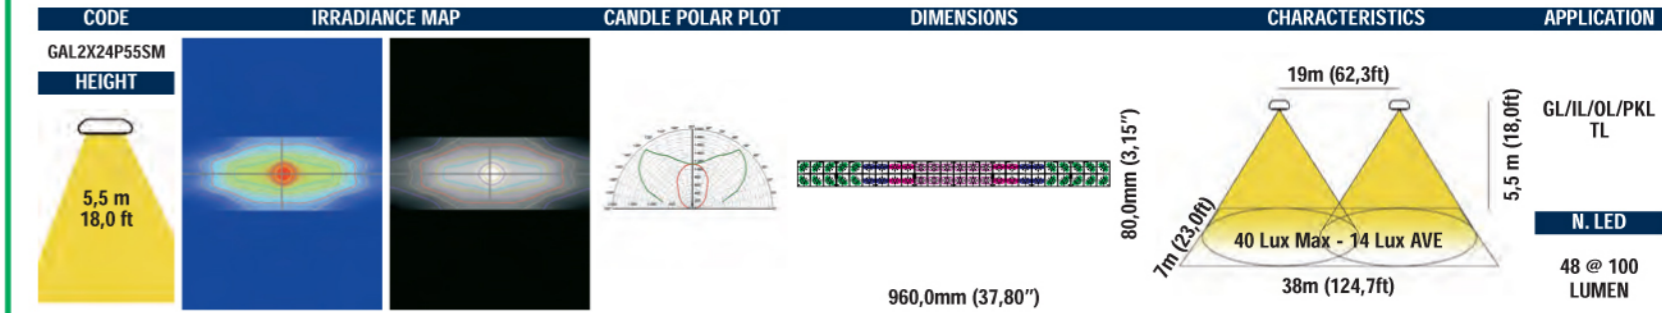 CODE
IRRADIANCE MAP
CANDLE POLAR PLOT
DIMENSIONS
CHARACTERISTICS
APPLICATION
GAL2X24P55SM
HEIGHT
5,5 m
18,0 ft
80,0mm (3,15″)
960,0mm (37,80″)
19m (62,3ft)
5,5 m (18,0ft)
7m (23,0ft)
40 Lux Max - 14 Lux AVE
38m (124,7ft)
GL/IL/OL/PKL
TL
N. LED
48 @ 100
LUMEN